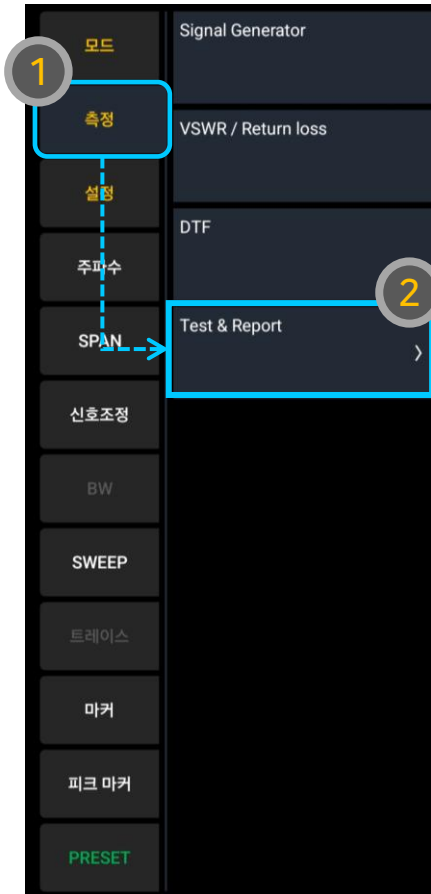 모드
1
측정
설정
주파수
SPAN
신호조정
BW
SWEEP
트레이스
마커
피크 마커
PRESET
Signal Generator
VSWR / Return loss
DTF
2
Test & Report